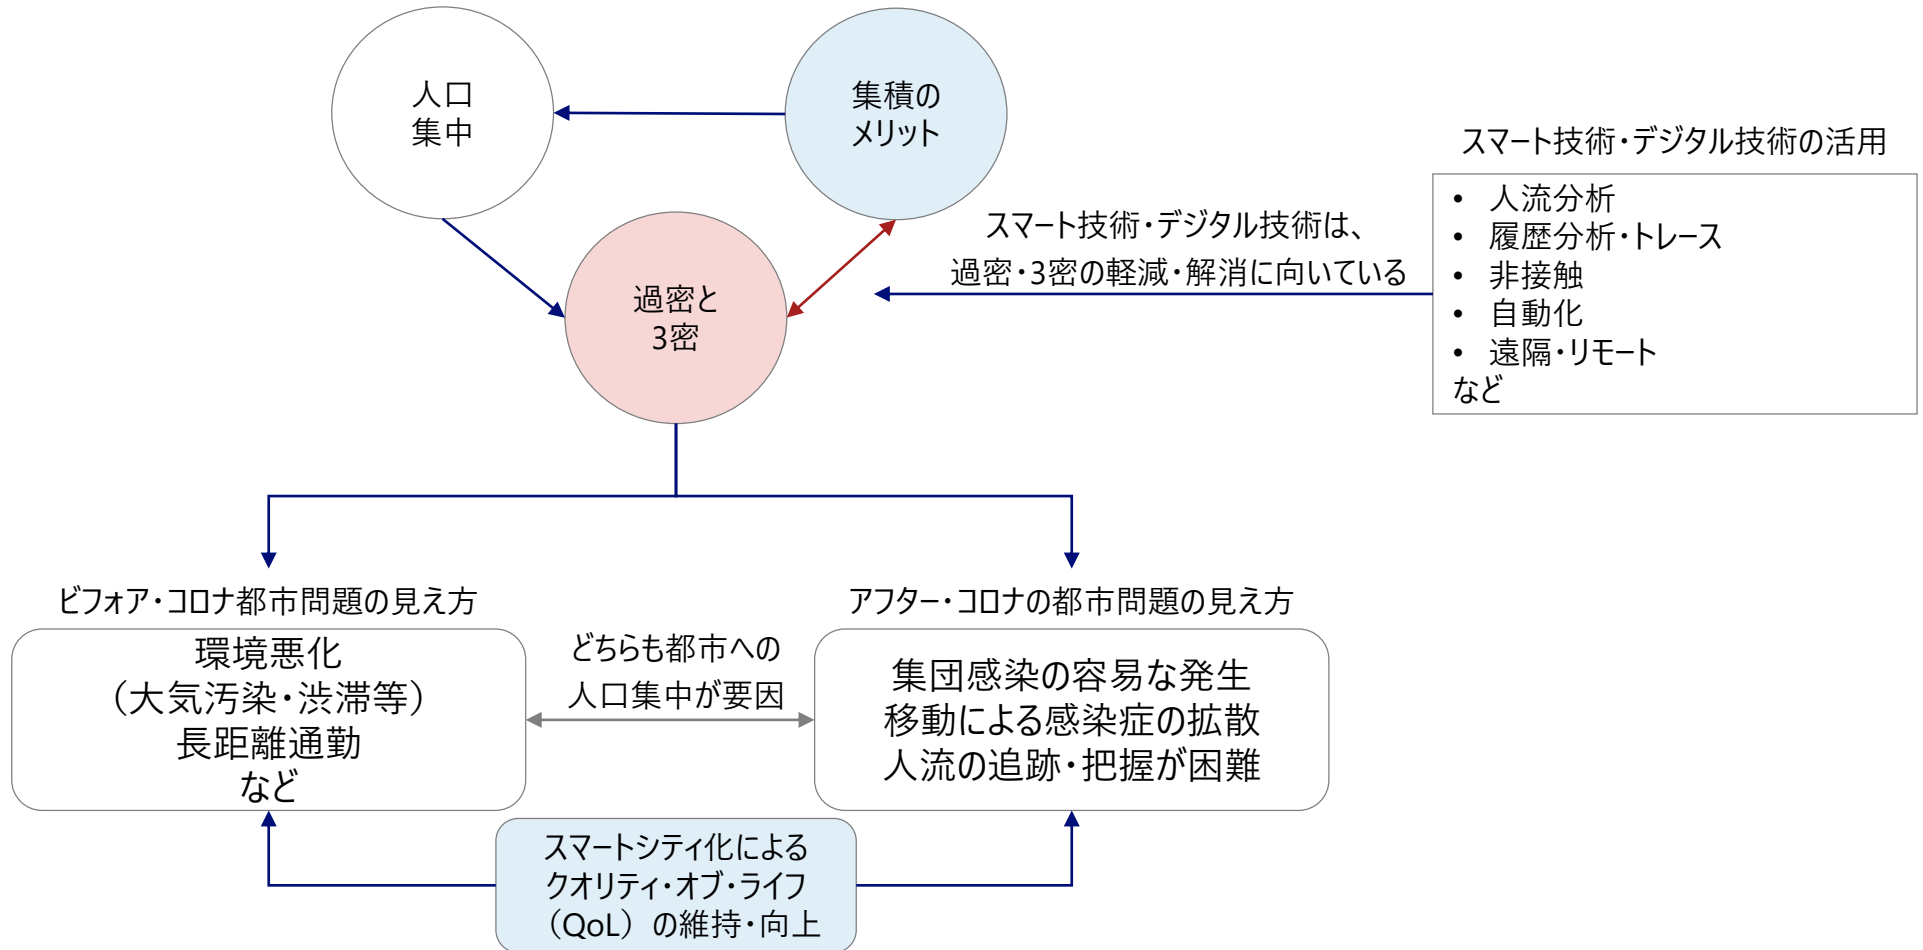 人口
集中
集積の
メリット
スマート技術・デジタル技術の活用
• 人流分析
• 履歴分析・トレース
• 非接触
• 自動化
• 遠隔・リモート
など
スマート技術・デジタル技術は、
過密・3密の軽減・解消に向いている
過密と
3密
ビフォア・コロナ都市問題の見え方
環境悪化
（大気汚染・渋滞等）
長距離通勤
など
どちらも都市への
人口集中が要因
アフター・コロナの都市問題の見え方
集団感染の容易な発生
移動による感染症の拡散
人流の追跡・把握が困難
スマートシティ化による
クオリティ・オブ・ライフ
（QoL）の維持・向上